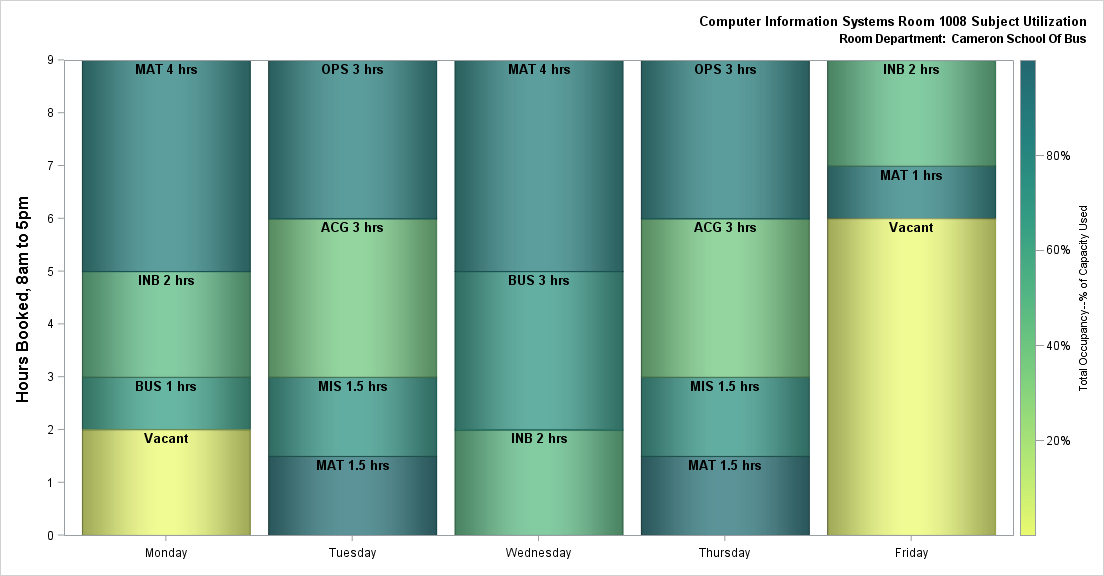 Computer Information Systems Room 1008 Subject Utilization
Room Department: Cameron School Of Bus
Hours Booked, 8am to 5pm
9
8
7
6
5
4
3
2
1
0
MAT 4 hrs
INB 2 hrs
BUS 1 hrs
Vacant
Monday
OPS 3 hrs
ACG 3 hrs
MIS 1.5 hrs
MAT 1.5 hrs
Tuesday
MAT 4 hrs
BUS 3 hrs
INB 2 hrs
Wednesday
OPS 3 hrs
ACG 3 hrs
MIS 1.5 hrs
MAT 1.5 hrs
Thursday
INB 2 hrs
MAT 1 hrs
Vacant
Friday
80%
60%
40%
20%
Total Occupancy--% of Capacity Used